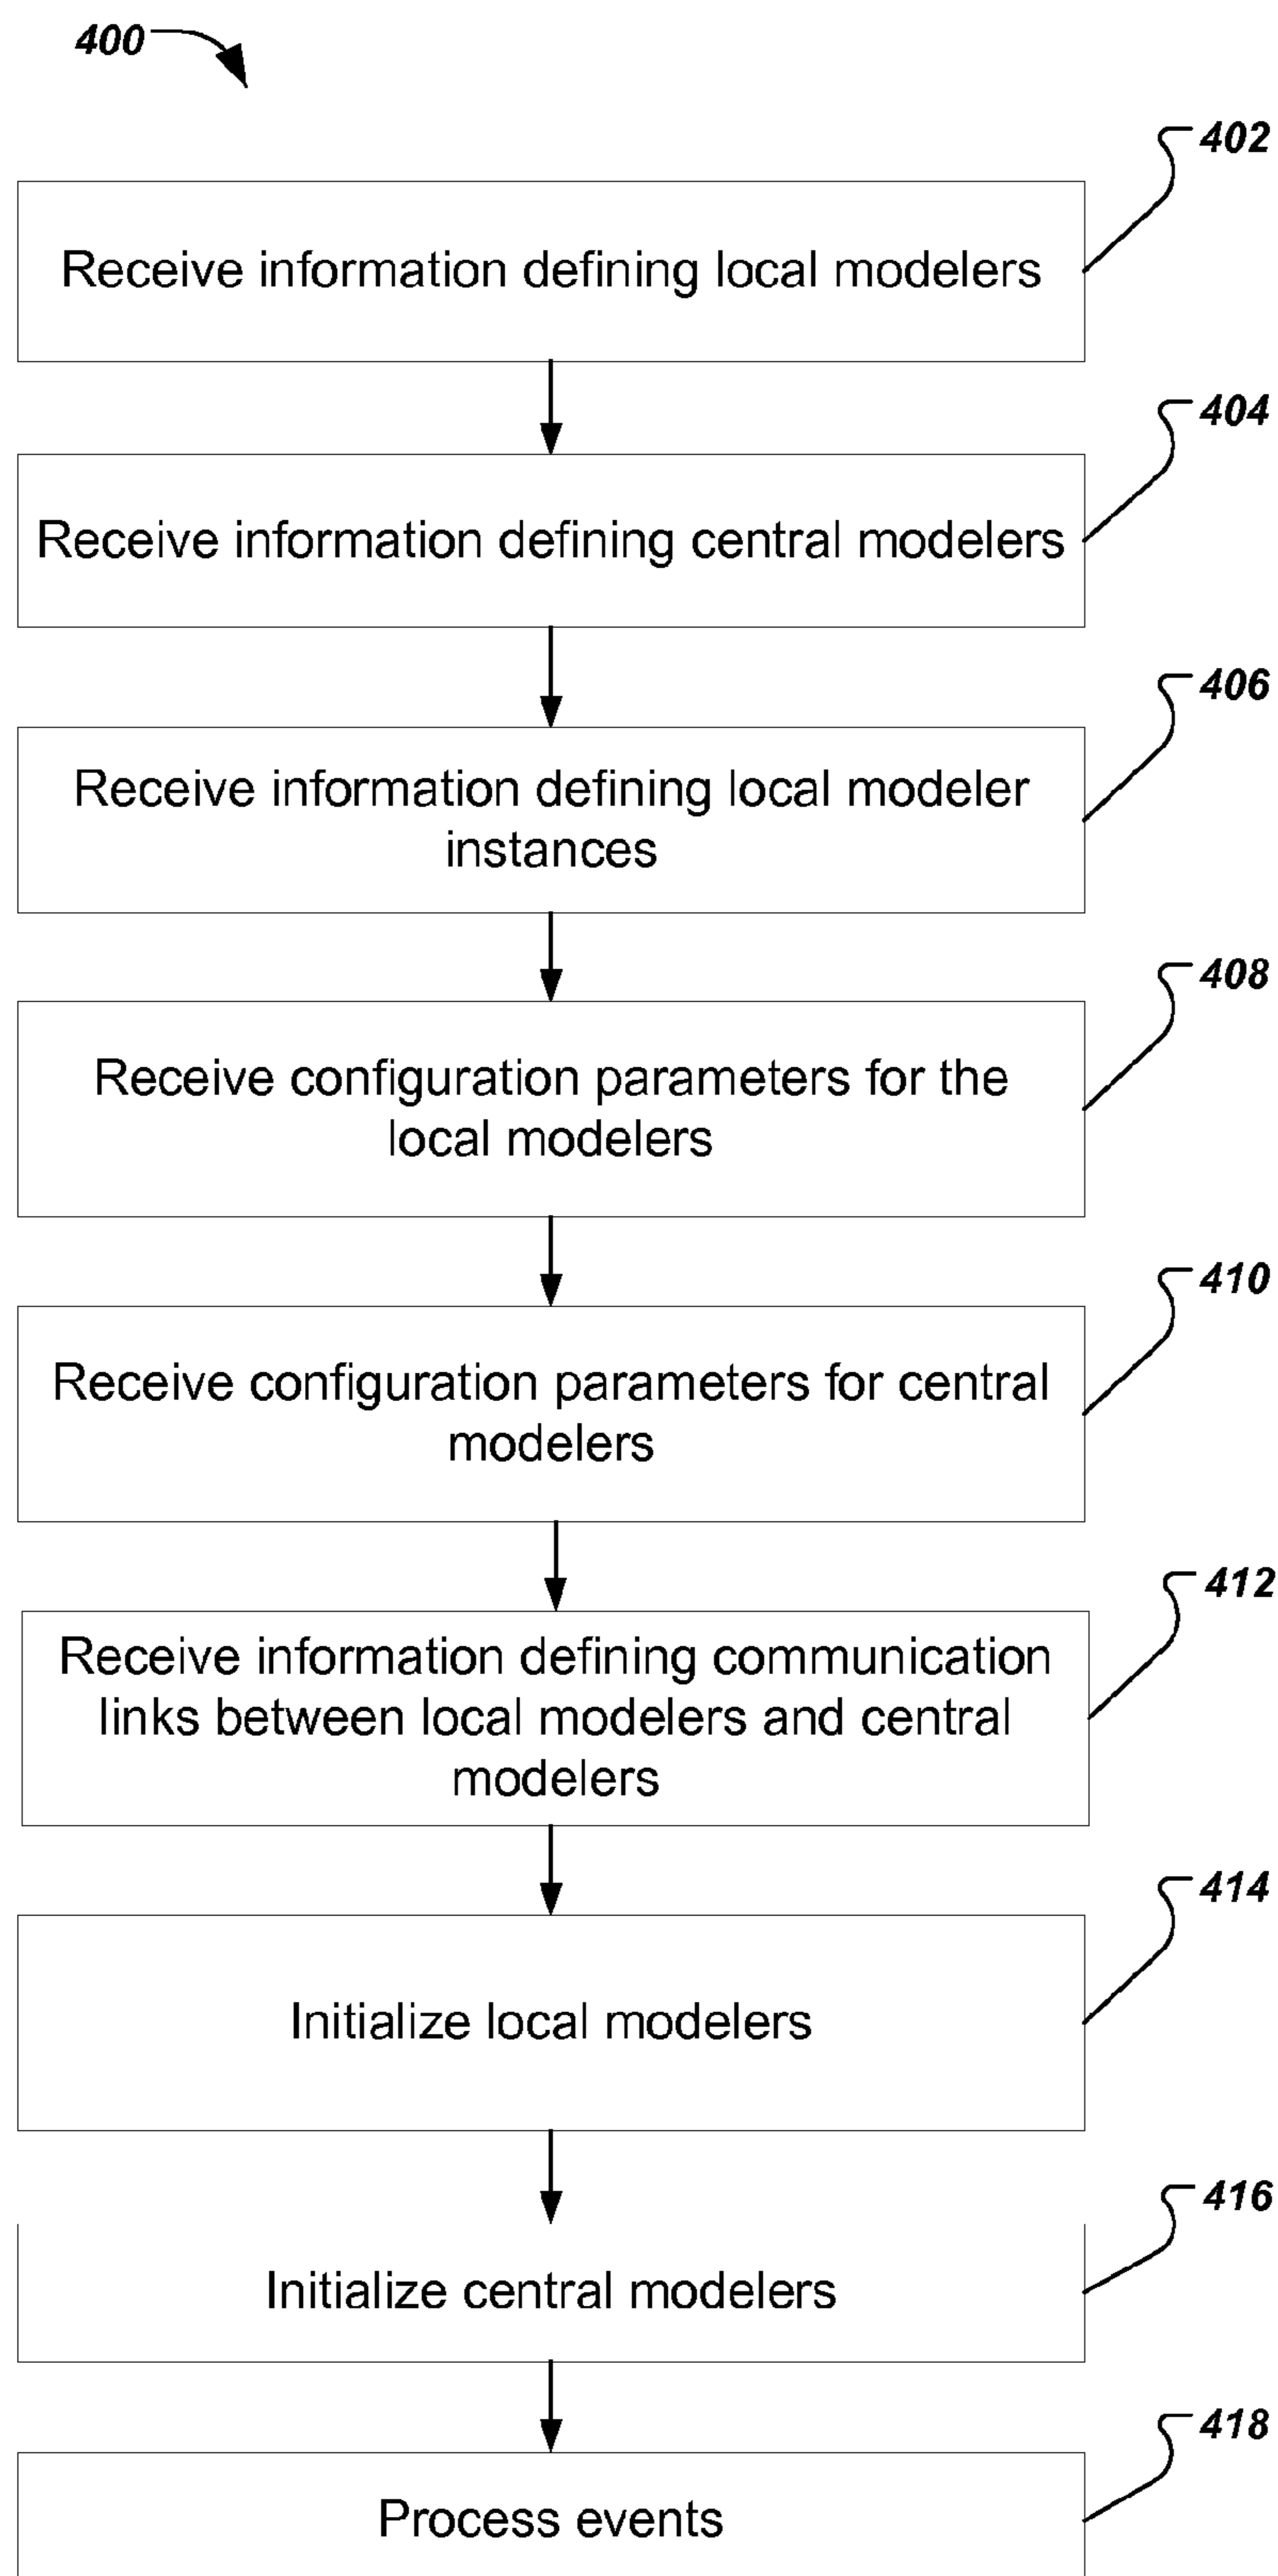 400
402
Receive information defining local modelers
404
Receive information defining central modelers
406
Receive information defining local modeler
instances
408
Receive configuration parameters for the
local modelers
410
Receive configuration parameters for central
modelers
412
Receive information defining communication
links between local modelers and central
modelers
414
Initialize local modelers
416
Initialize central modelers
418
Process events